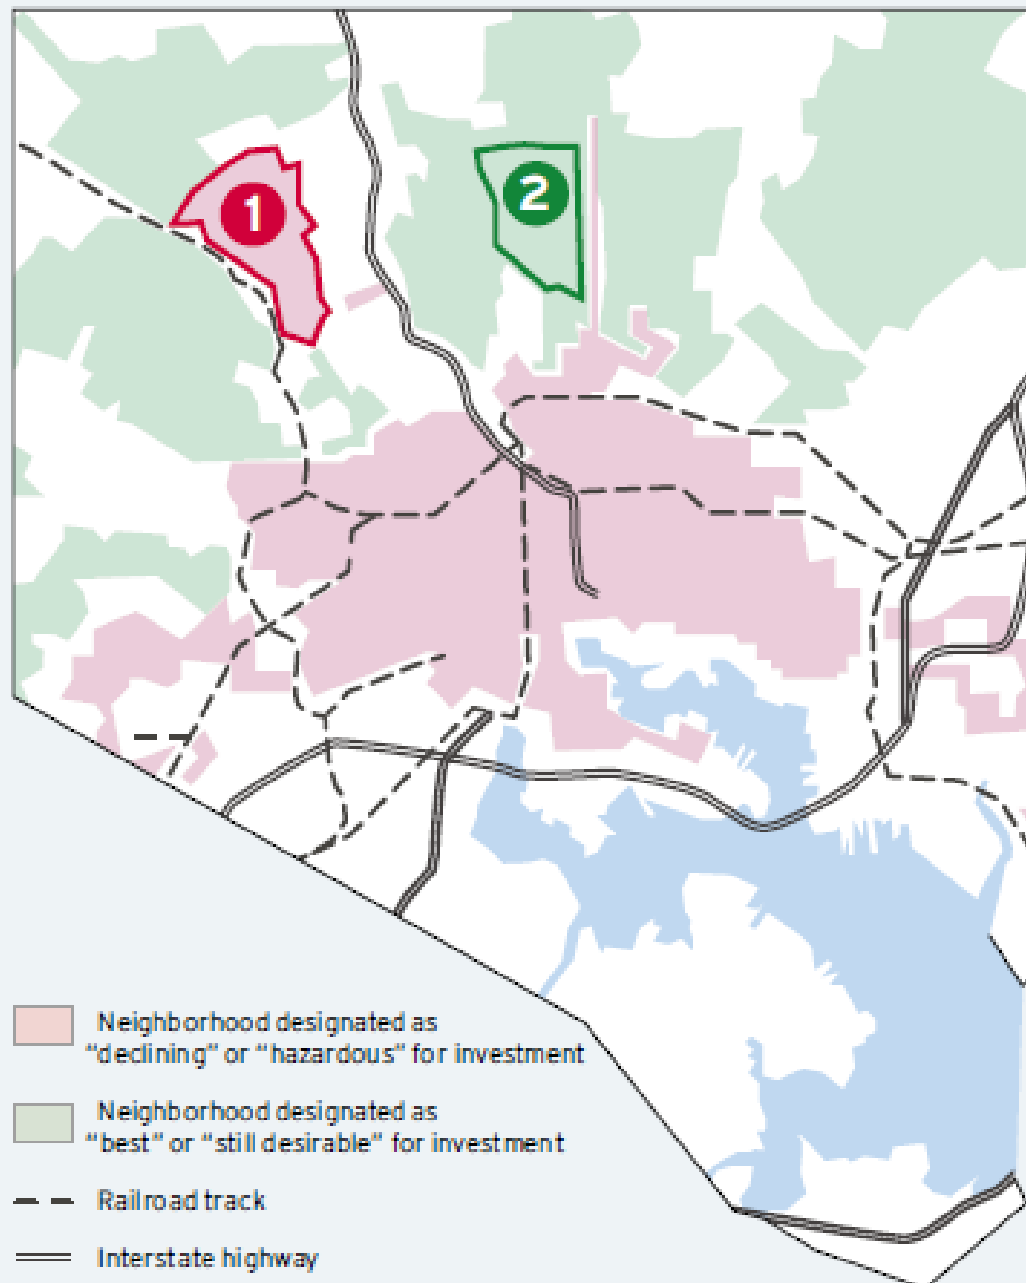 1
2
Neighborhood designated as
“declining” or “hazardous” for investment
Neighborhood designated as
“best” or “still desirable” for investment
Railroad track
Interstate highway